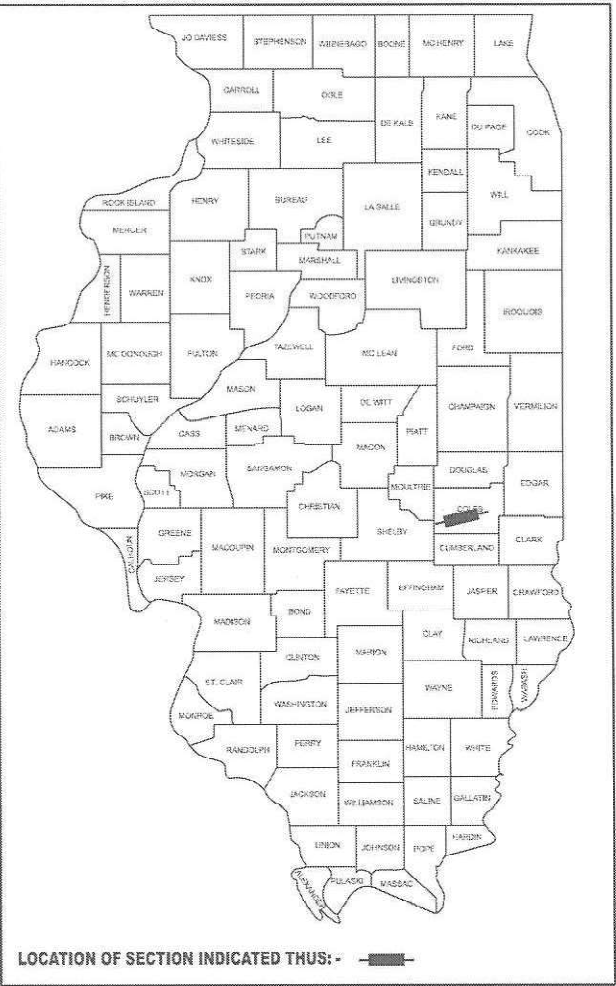 JO DAVIESS STEPHENSON WINNEBAGO BOONE MC HENRY LAKE
CARROLL OGLE DE KALB KANE DU PAGE COOK
WHITESIDE LEE KENDALL WILL
ROCK ISLAND HENRY BUREAU LA SALLE GRUNDY
MERCER PUTNAM KANKAKEE
STARK MARSHALL
HENDERSON WARREN KNOX PEORIA WOODFORD LIVINGSTON IROQUOIS
HANCOCK MC DONOUGH FULTON TAZEWELL MC LEAN FORD
SCHUYLER MASON LOGAN DE WITT CHAMPAIGN VERMILION
ADAMS BROWN CASS MENARD MACON PIATT
MORGAN SANGAMON MOULTRIE DOUGLAS EDGAR
PIKE SCOTT CHRISTIAN SHELBY COLES
CALHOUN GREENE MACOUPIN MONTGOMERY CUMBERLAND CLARK
JERSEY FAYETTE EFFINGHAM JASPER CRAWFORD
MADISON BOND CLAY RICHLAND LAWRENCE
CLINTON MARION
ST. CLAIR WASHINGTON JEFFERSON WAYNE EDWARDS WABASH
MONROE
RANDOLPH PERRY FRANKLIN HAMILTON WHITE
JACKSON WILLIAMSON SALINE GALLATIN
UNION JOHNSON POPE HARDIN
ALEXANDER PULASKI MASSAC
LOCATION OF SECTION INDICATED THUS: -